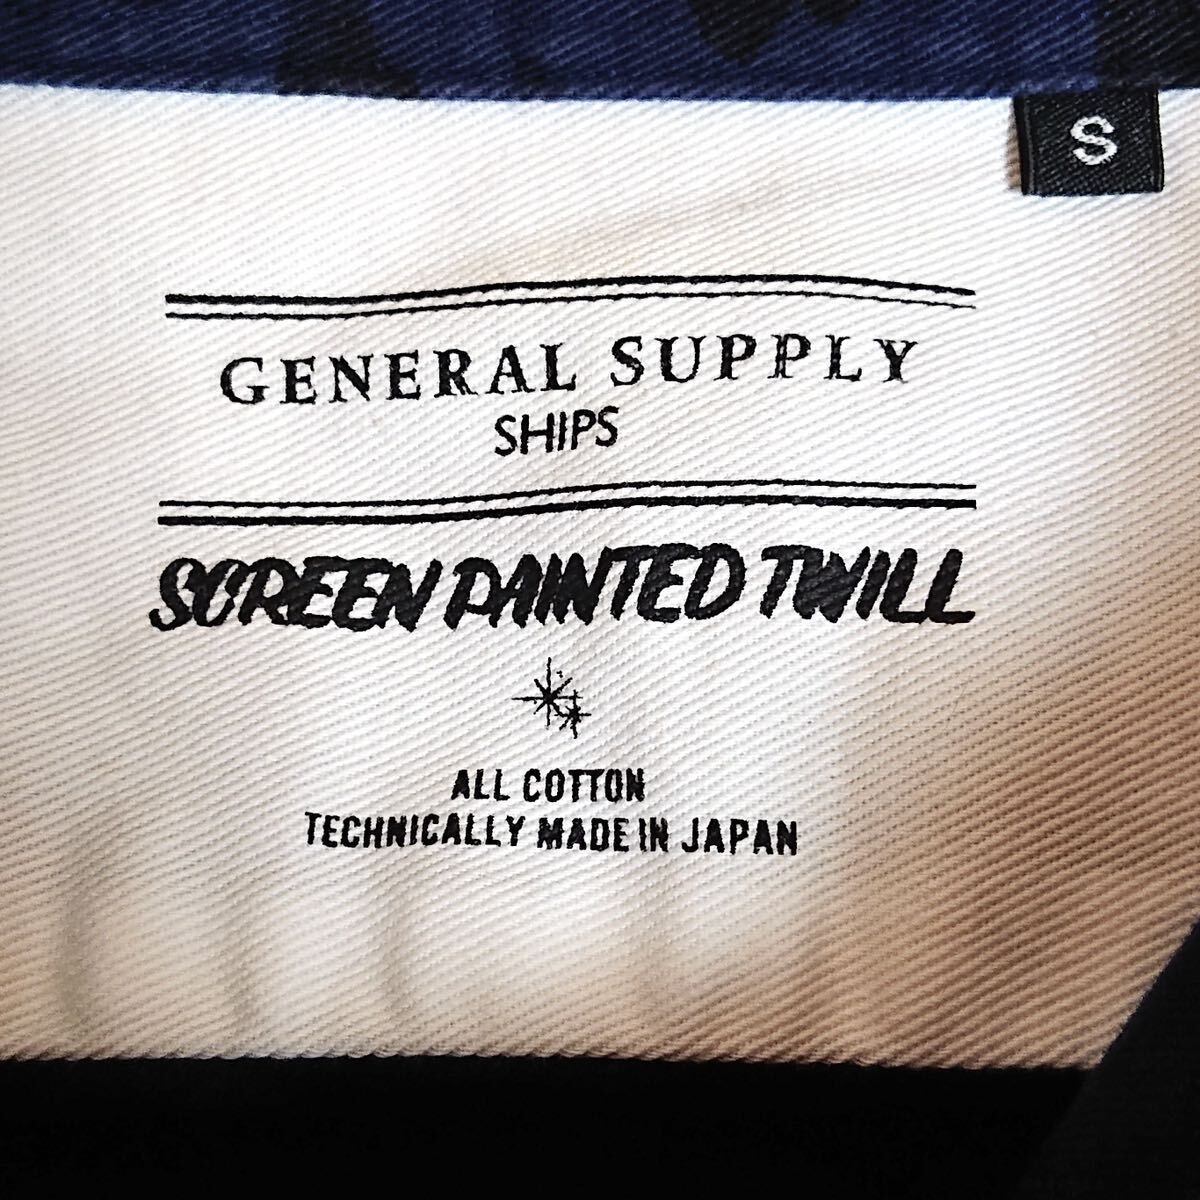 S
GENERAL SUPPLY
SHIPS
SCREEN PAINTED TWILL
ALL COTTON
TECHNICALLY MADE IN JAPAN